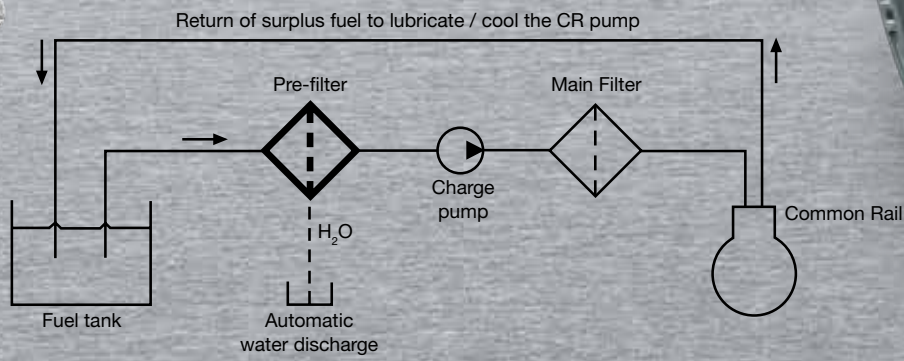 Return of surplus fuel to lubricate / cool the CR pump
Pre-filter
Main Filter
Charge
pump
Common Rail
H₂O
Fuel tank
Automatic
water discharge